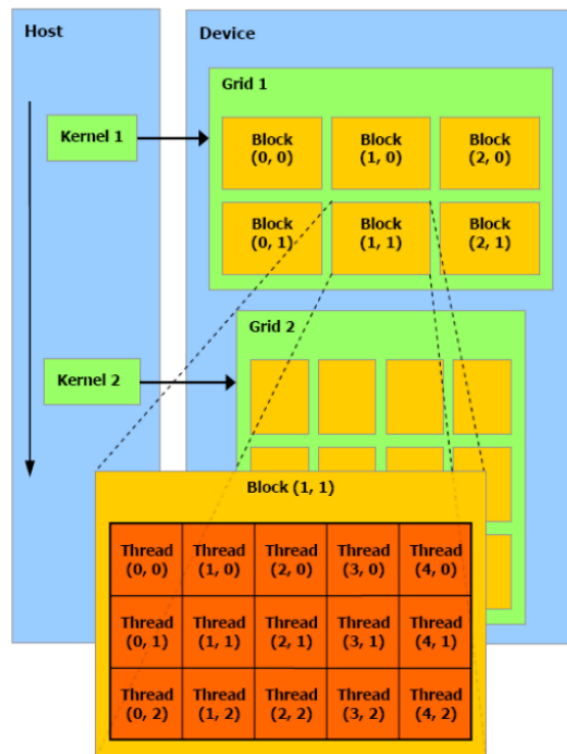 Host
Device
Grid 1
Kernel 1
Block
(0, 0)
Block
(1, 0)
Block
(2, 0)
Block
(0, 1)
Block
(1, 1)
Block
(2, 1)
Grid 2
Kernel 2
Block (1, 1)
Thread
(0, 0)
Thread
(1, 0)
Thread
(2, 0)
Thread
(3, 0)
Thread
(4, 0)
Thread
(0, 1)
Thread
(1, 1)
Thread
(2, 1)
Thread
(3, 1)
Thread
(4, 1)
Thread
(0, 2)
Thread
(1, 2)
Thread
(2, 2)
Thread
(3, 2)
Thread
(4, 2)